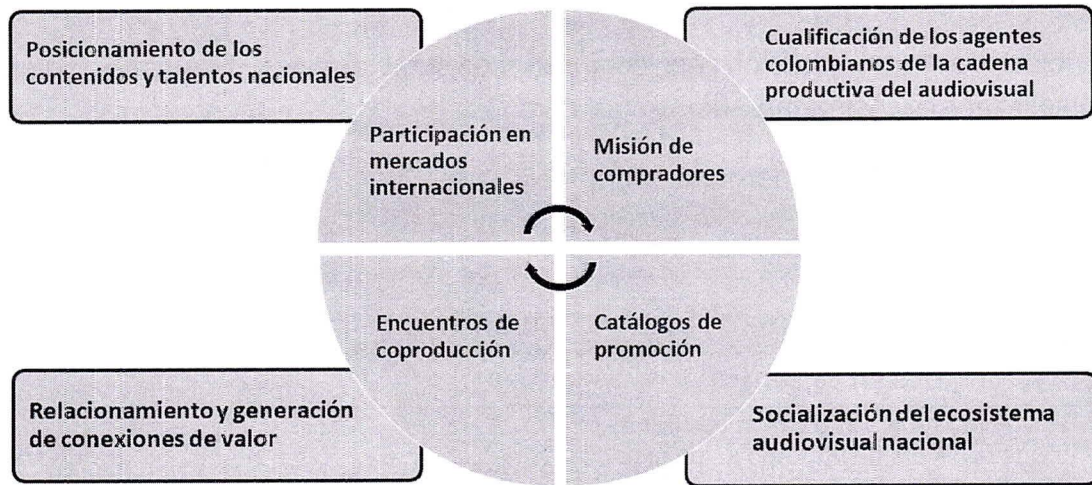 Posicionamiento de los
contenidos y talentos nacionales
Cualificación de los agentes
colombianos de la cadena
productiva del audiovisual
Participación en
mercados
internacionales
Misión de
compradores
Encuentros de
coproducción
Catálogos de
promoción
Relacionamiento y generación
de conexiones de valor
Socialización del ecosistema
audiovisual nacional